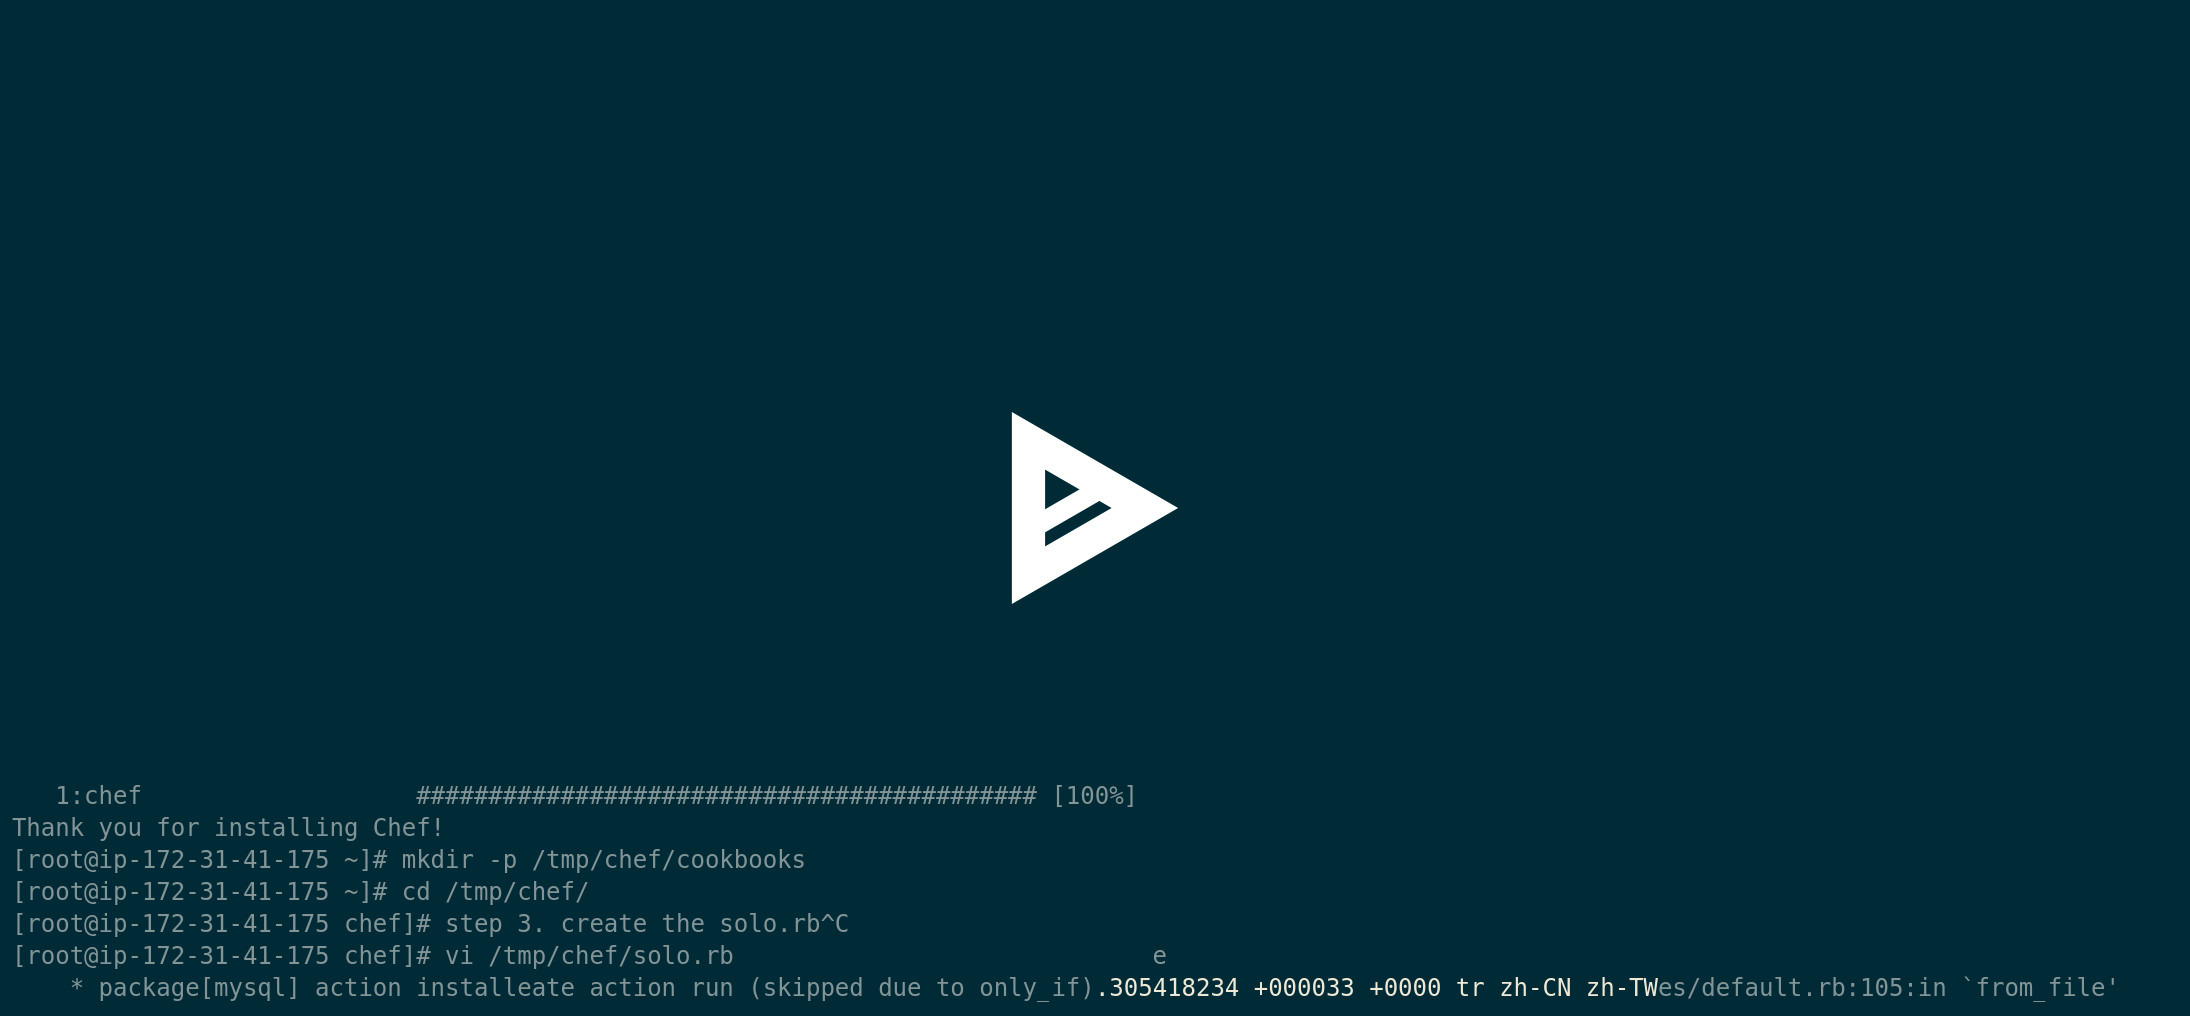 1:chef ########################################### [100%]
Thank you for installing Chef!
[root@ip-172-31-41-175 ~]# mkdir -p /tmp/chef/cookbooks
[root@ip-172-31-41-175 ~]# cd /tmp/chef/
[root@ip-172-31-41-175 chef]# step 3. create the solo.rb^C
[root@ip-172-31-41-175 chef]# vi /tmp/chef/solo.rb e
* package[mysql] action installeate action run (skipped due to only_if).305418234 +000033 +0000 tr zh-CN zh-TWes/default.rb:105:in `from_file'